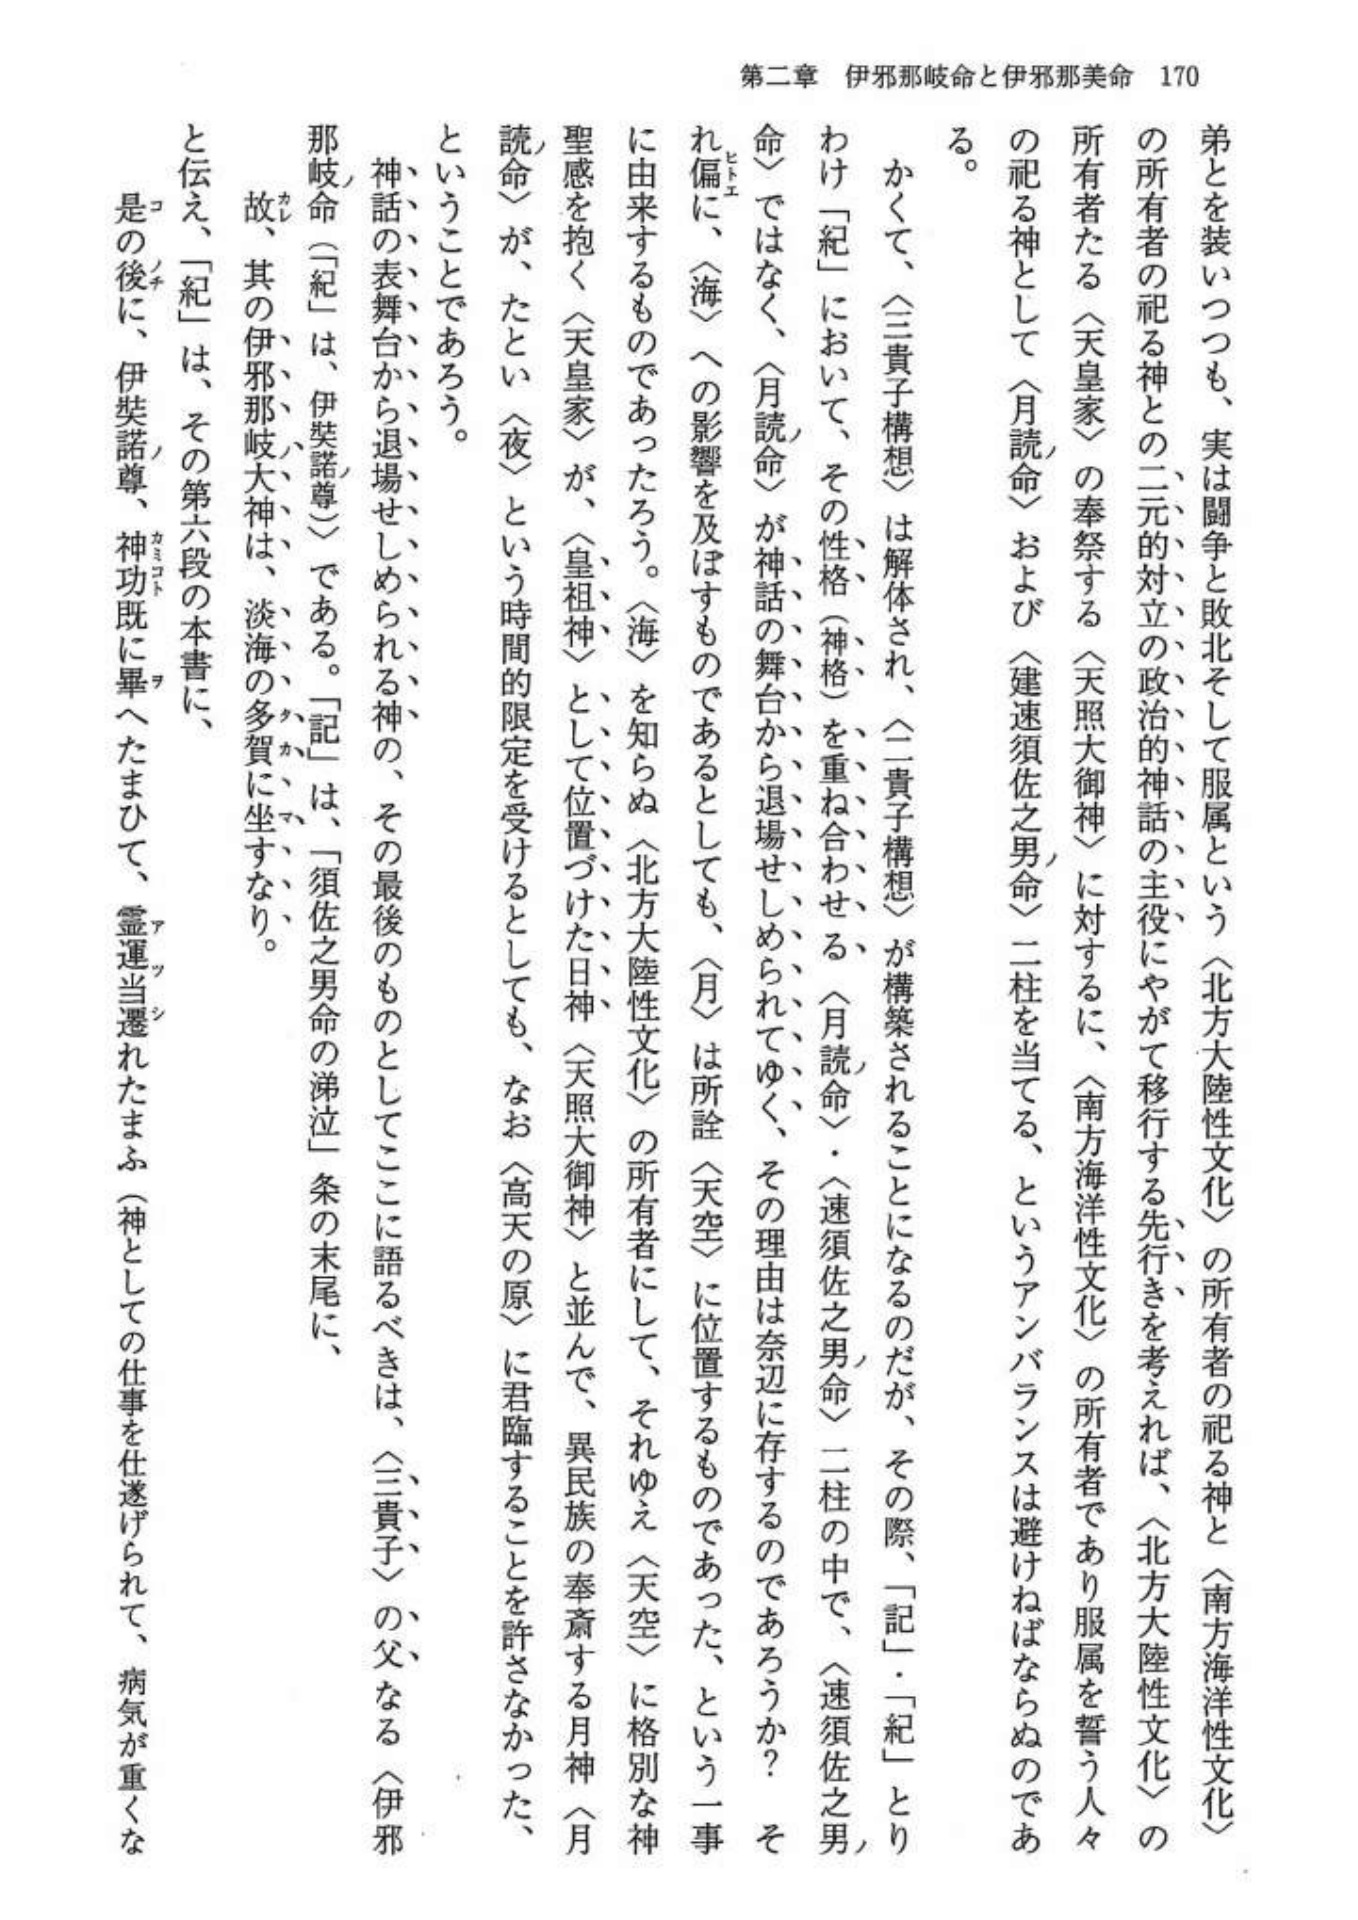 第二章　伊邪那岐命と伊邪那美命　170
弟とを装いつつも、実は闘争と敗北そして服属という〈北方大陸性文化〉の所有者の祀る神と〈南方海洋性文化〉
の所有者の祀る神との二元的対立の政治的神話の主役にやがて移行する先行きを考えれば、〈北方大陸性文化〉の
所有者たる〈天皇家〉の奉祭する〈天照大御神〉に対するに、〈南方海洋性文化〉の所有者であり服属を誓う人々
の祀る神として〈月読ノ命〉および〈建速須佐之男ノ命〉二柱を当てる、というアンバランスは避けねばならぬのであ
る。
　かくて、〈三貴子構想〉は解体され、〈二貴子構想〉が構築されることになるのだが、その際、「記」・「紀」とり
わけ「紀」において、その性格（神格）を重ね合わせる〈月読ノ命〉・〈速須佐之男ノ命〉二柱の中で、〈速須佐之男ノ
命〉ではなく、〈月読ノ命〉が神話の舞台から退場せしめられてゆく、その理由は奈辺に存するのであろうか？　そ
れ偏ヒトエに、〈海〉への影響を及ぼすものであるとしても、〈月〉は所詮〈天空〉に位置するものであった、という一事
に由来するものであったろう。〈海〉を知らぬ〈北方大陸性文化〉の所有者にして、それゆえ〈天空〉に格別な神
聖感を抱く〈天皇家〉が、〈皇祖神〉として位置づけた日神〈天照大御神〉と並んで、異民族の奉斎する月神〈月
読ノ命〉が、たとい〈夜〉という時間的限定を受けるとしても、なお〈高天の原〉に君臨することを許さなかった、
ということであろう。
　神話の表舞台から退場せしめられる神の、その最後のものとしてここに語るべきは、〈三貴子〉の父なる〈伊邪
那岐ノ命（「紀」は、伊奘諾ノ尊）〉である。「記」は、「須佐之男命の涕泣」条の末尾に、
　　故カレ、其の伊邪那岐ノ大神は、淡海の多賀タカに坐マすなり。
と伝え、「紀」は、その第六段の本書に、
　　是コの後ノチに、伊奘諾ノ尊、神功カミコト既に畢ヲへたまひて、霊運当遷アツシれたまふ（神としての仕事を仕遂げられて、病気が重くな